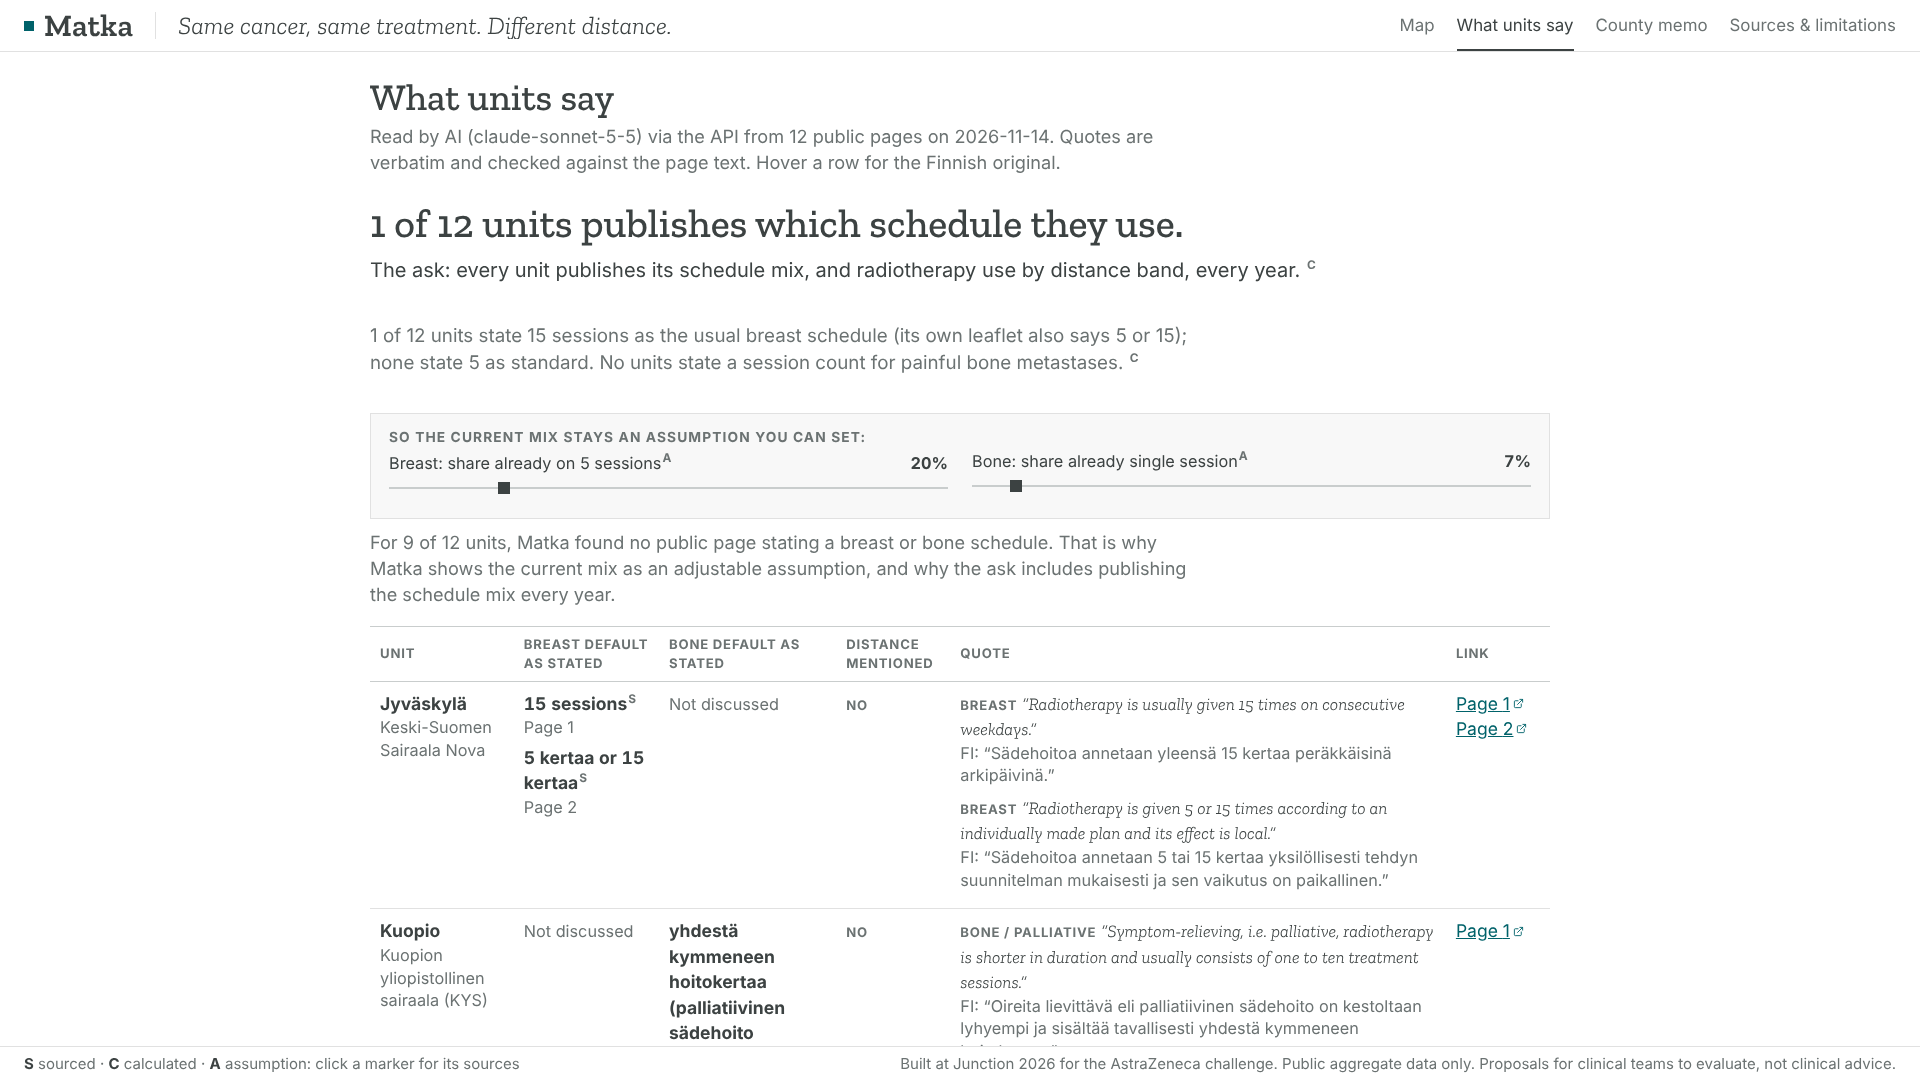 Matka
Same cancer, same treatment. Different distance.
Map
What units say
County memo
Sources & limitations
What units say
Read by AI (claude-sonnet-5-5) via the API from 12 public pages on 2026-11-14. Quotes are
verbatim and checked against the page text. Hover a row for the Finnish original.
1 of 12 units publishes which schedule they use.
The ask: every unit publishes its schedule mix, and radiotherapy use by distance band, every year. C
1 of 12 units state 15 sessions as the usual breast schedule (its own leaflet also says 5 or 15);
none state 5 as standard. No units state a session count for painful bone metastases. C
SO THE CURRENT MIX STAYS AN ASSUMPTION YOU CAN SET:
Breast: share already on 5 sessions A
20%
Bone: share already single session A
7%
For 9 of 12 units, Matka found no public page stating a breast or bone schedule. That is why
Matka shows the current mix as an adjustable assumption, and why the ask includes publishing
the schedule mix every year.
UNIT
BREAST DEFAULT
AS STATED
BONE DEFAULT AS
STATED
DISTANCE
MENTIONED
QUOTE
LINK
Jyväskylä
Keski-Suomen
Sairaala Nova
15 sessions S
Page 1
5 kertaa or 15
kertaa S
Page 2
Not discussed
NO
BREAST “Radiotherapy is usually given 15 times on consecutive
weekdays.”
FI: “Sädehoitoa annetaan yleensä 15 kertaa peräkkäisinä
arkipäivinä.”
BREAST “Radiotherapy is given 5 or 15 times according to an
individually made plan and its effect is local.”
FI: “Sädehoitoa annetaan 5 tai 15 kertaa yksilöllisesti tehdyn
suunnitelman mukaisesti ja sen vaikutus on paikallinen.”
Page 1
Page 2
Kuopio
Kuopion
yliopistollinen
sairaala (KYS)
Not discussed
yhdestä
kymmeneen
hoitokertaa
(palliatiivinen
sädehoito
NO
BONE / PALLIATIVE “Symptom-relieving, i.e. palliative, radiotherapy
is shorter in duration and usually consists of one to ten treatment
sessions.”
FI: “Oireita lievittävä eli palliatiivinen sädehoito on kestoltaan
lyhyempi ja sisältää tavallisesti yhdestä kymmeneen
Page 1
S sourced · C calculated · A assumption: click a marker for its sources
Built at Junction 2026 for the AstraZeneca challenge. Public aggregate data only. Proposals for clinical teams to evaluate, not clinical advice.